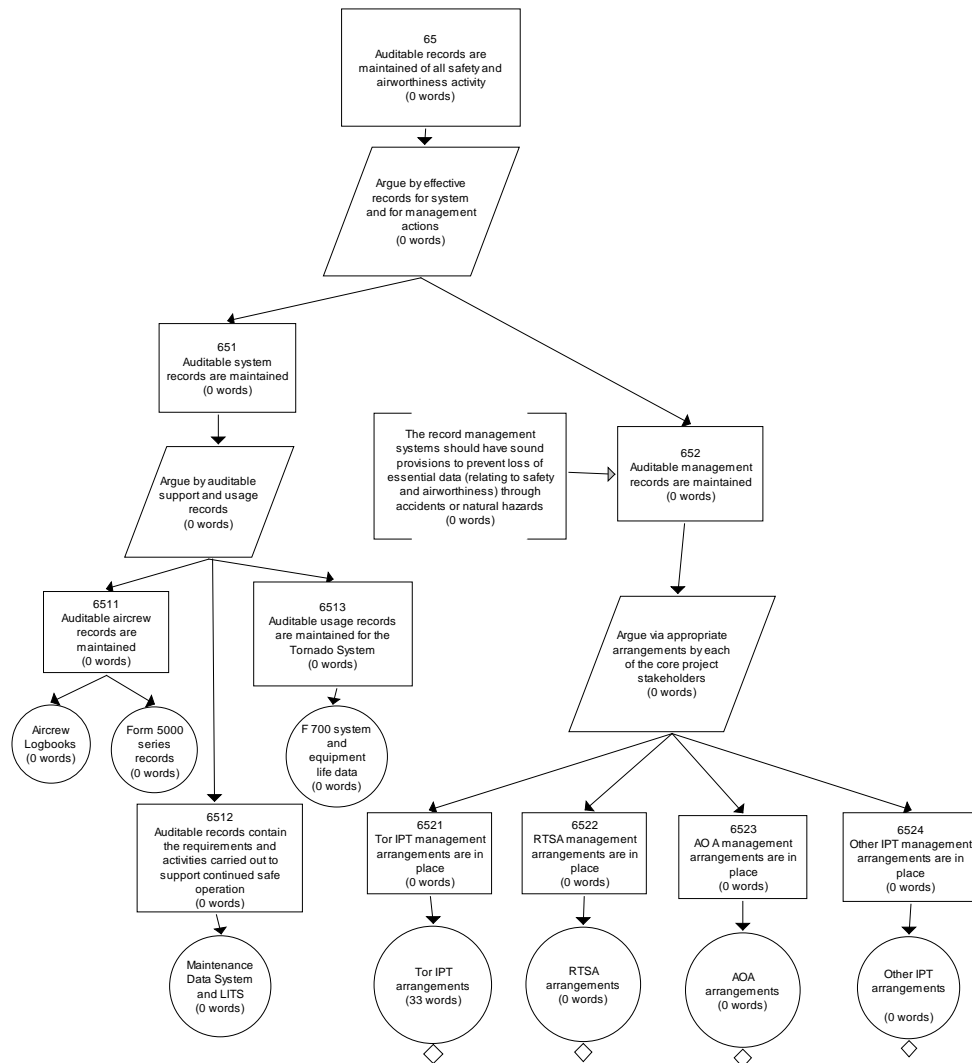 65
Auditable records are
maintained of all safety and
airworthiness activity
(0 words)
Argue by effective
records for system
and for management
actions
(0 words)
651
Auditable system
records are maintained
(0 words)
The record management
systems should have sound
provisions to prevent loss of
essential data (relating to safety
and airworthiness) through
accidents or natural hazards
(0 words)
652
Auditable management
records are maintained
(0 words)
Argue by auditable
support and usage
records
(0 words)
6511
Auditable aircrew
records are
maintained
(0 words)
6513
Auditable usage records
are maintained for the
Tornado System
(0 words)
Argue via appropriate
arrangements by each
of the core project
stakeholders
(0 words)
Aircrew
Logbooks
(0 words)
Form 5000
series
records
(0 words)
F 700 system
and
equipment
life data
(0 words)
6512
Auditable records contain
the requirements and
activities carried out to
support continued safe
operation
(0 words)
6521
Tor IPT management
arrangements are in
place
(0 words)
6522
RTSA management
arrangements are in
place
(0 words)
6523
AO A management
arrangements are in
place
(0 words)
6524
Other IPT management
arrangements are in
place
(0 words)
Maintenance
Data System
and LITS
(0 words)
Tor IPT
arrangements
(33 words)
RTSA
arrangements
(0 words)
AOA
arrangements
(0 words)
Other IPT
arrangements
(0 words)